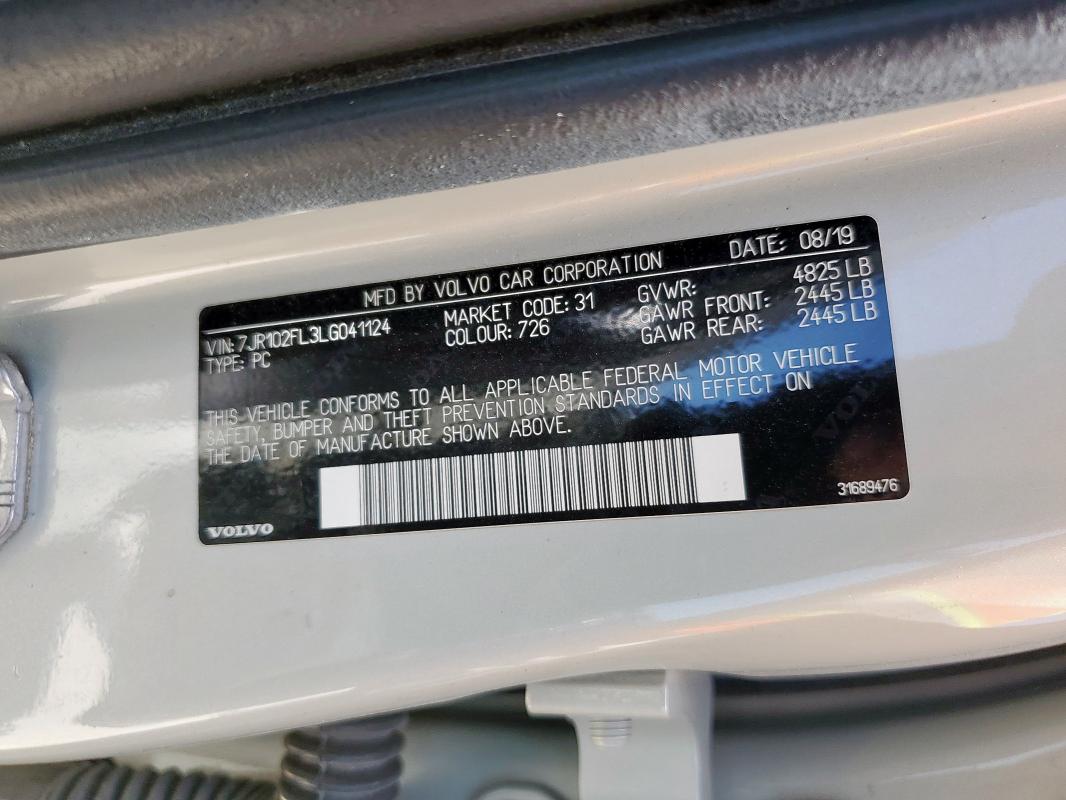 DATE: 08/19
MFD BY VOLVO CAR CORPORATION
VIN: 7JR102FL3LG041124 MARKET CODE: 31 GVWR: 4825 LB
TYPE: PC COLOUR: 726 GAWR FRONT: 2445 LB
GAWR REAR: 2445 LB
THIS VEHICLE CONFORMS TO ALL APPLICABLE FEDERAL MOTOR VEHICLE
SAFETY, BUMPER AND THEFT PREVENTION STANDARDS IN EFFECT ON
THE DATE OF MANUFACTURE SHOWN ABOVE.
31689476
VOLVO